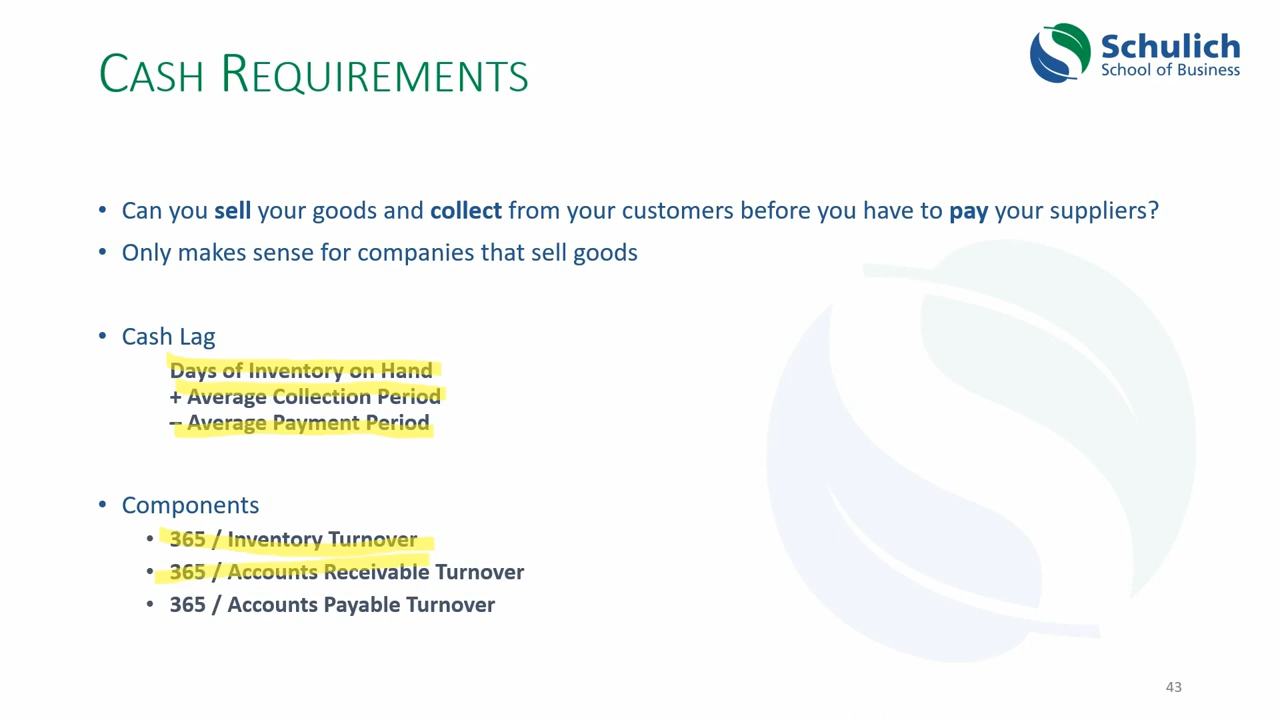 CASH REQUIREMENTS
Schulich
School of Business
• Can you sell your goods and collect from your customers before you have to pay your suppliers?
• Only makes sense for companies that sell goods
• Cash Lag
Days of Inventory on Hand
+ Average Collection Period
– Average Payment Period
• Components
• 365 / Inventory Turnover
• 365 / Accounts Receivable Turnover
• 365 / Accounts Payable Turnover
43